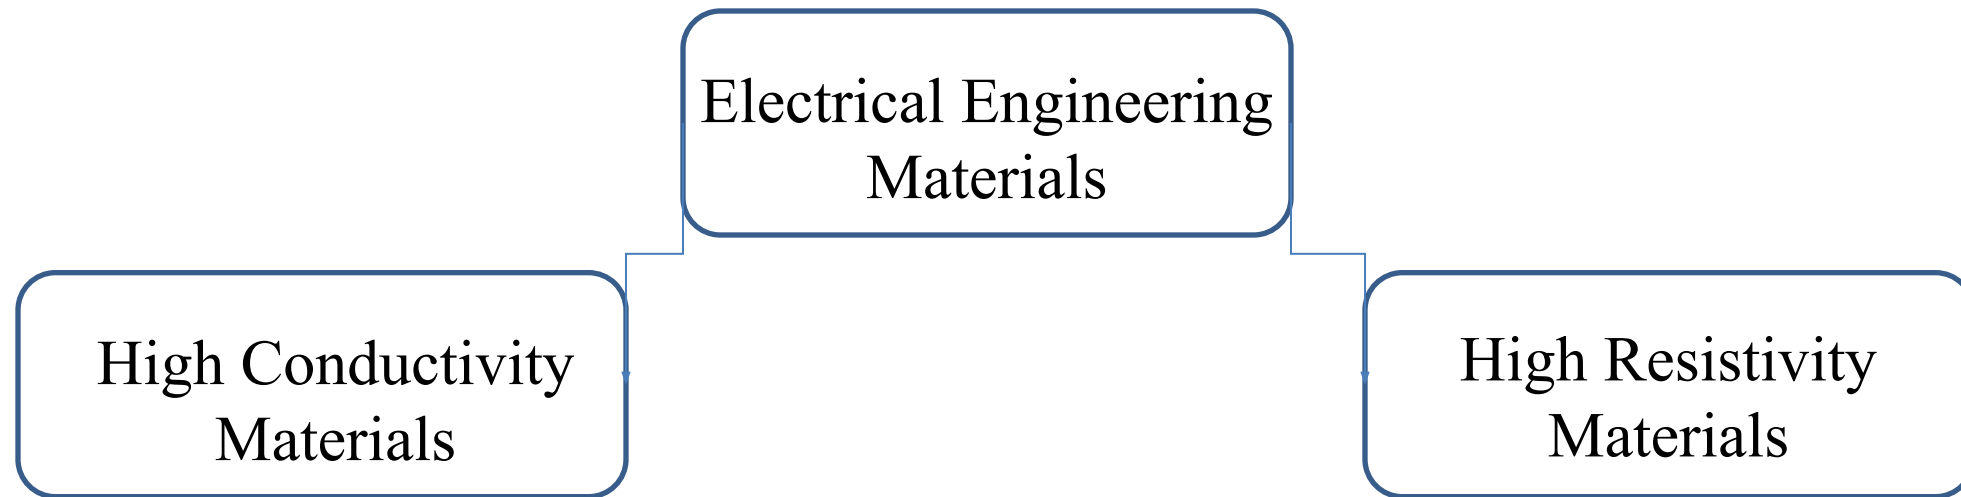 Electrical Engineering
Materials
High Conductivity
Materials
High Resistivity
Materials